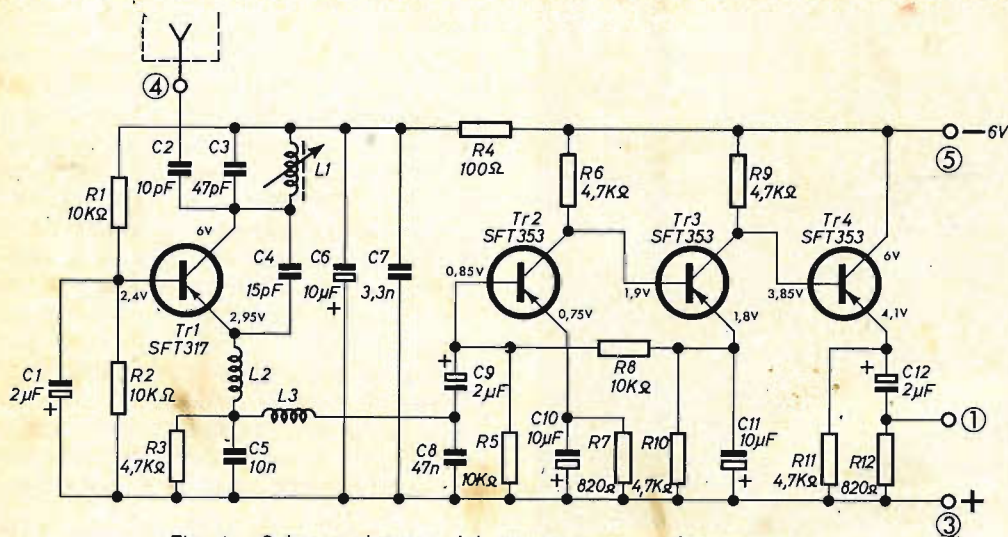 4
C2
10pF
C3
47pF
L1
R4
100Ω
R6
4,7KΩ
R9
4,7KΩ
5
−6V
R1
10KΩ
6V
Tr1
SFT317
2,4V
2,95V
C4
15pF
C6
10μF
+
C7
3,3n
Tr2
SFT353
0,85V
0,75V
Tr3
SFT353
1,9V
1,8V
Tr4
SFT353
6V
3,85V
4,1V
C1
2μF
+
R2
10KΩ
L2
L3
R3
4,7KΩ
C5
10n
+
C9
2μF
C8
47n
R5
10KΩ
R8
10KΩ
C10
10μF
+
R7
820Ω
R10
4,7KΩ
C11
10μF
+
R11
4,7KΩ
+
C12
2μF
R12
820Ω
1
+
3